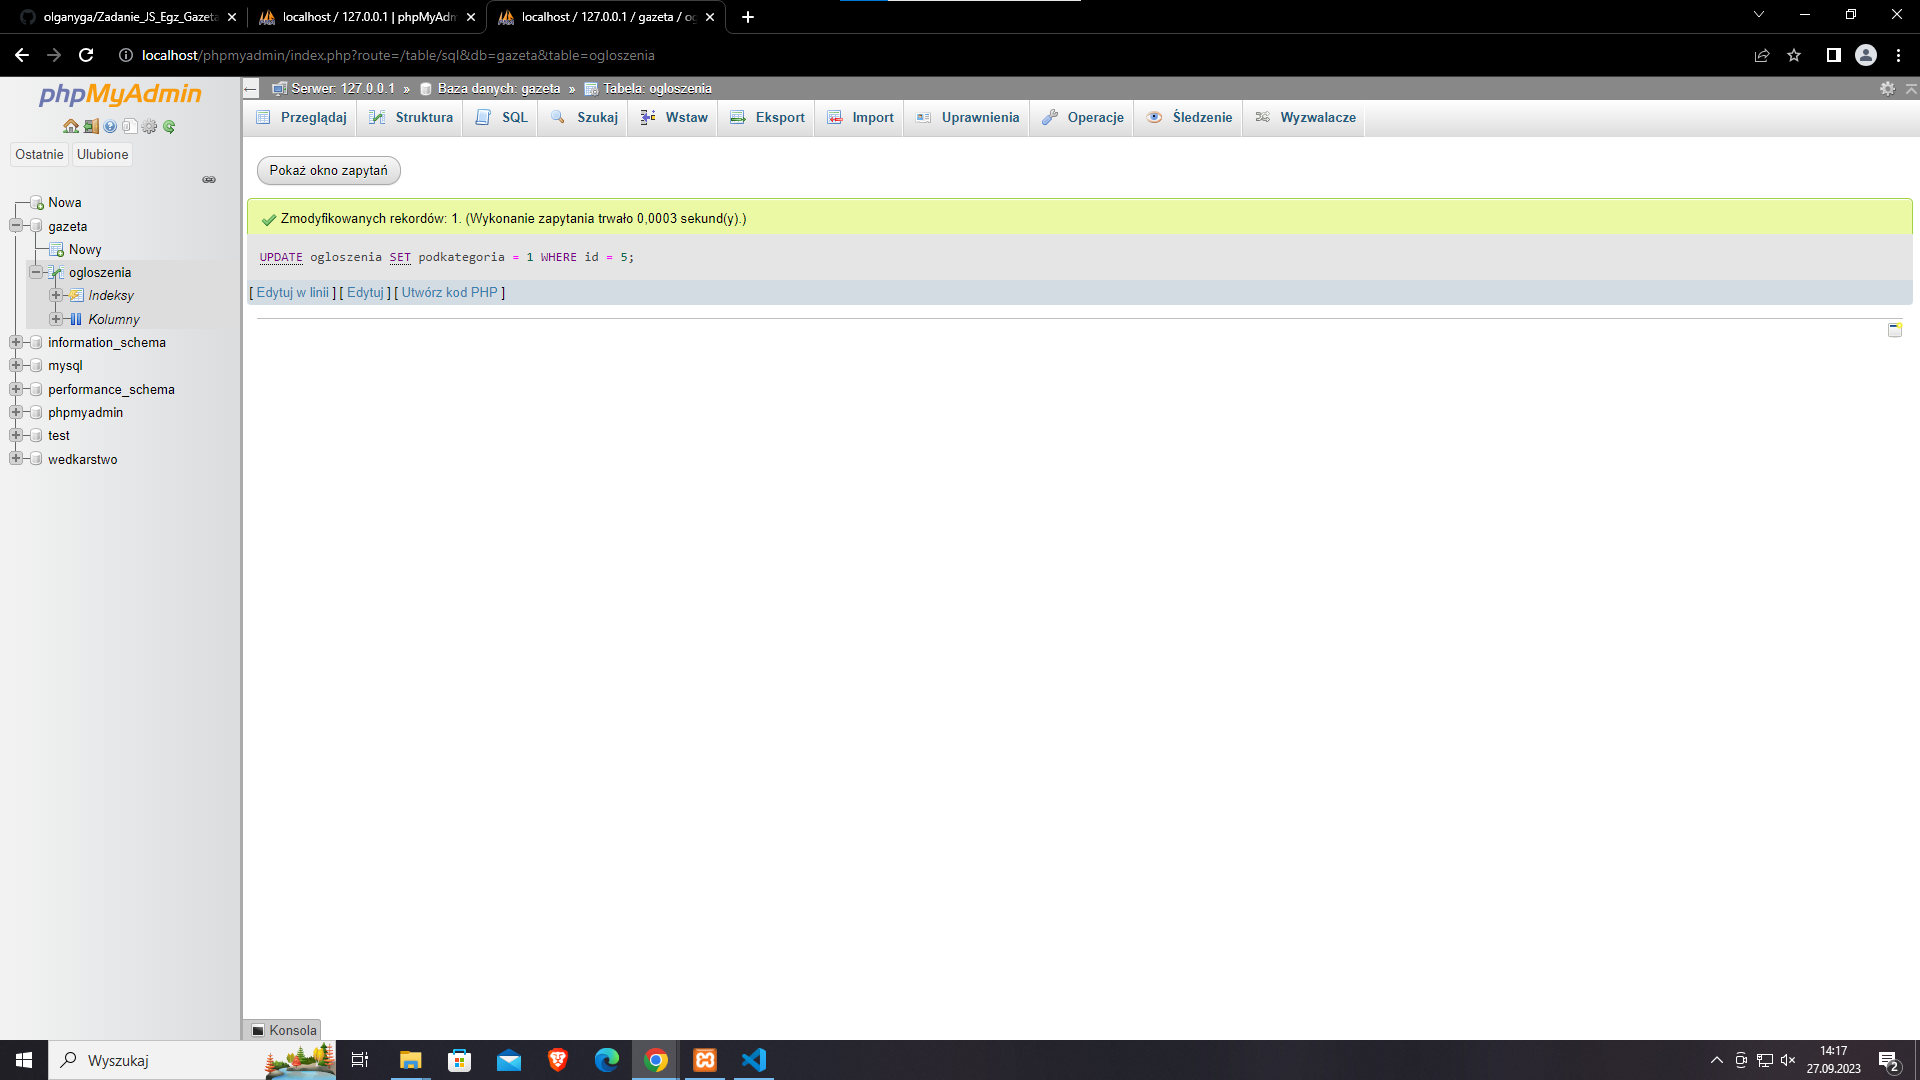 olganyga/Zadanie_JS_Egz_Gazeta
localhost / 127.0.0.1 | phpMyAdm
localhost / 127.0.0.1 / gazeta / og
localhost/phpmyadmin/index.php?route=/table/sql&db=gazeta&table=ogloszenia
phpMyAdmin
Ostatnie
Ulubione
Nowa
gazeta
Nowy
ogloszenia
Indeksy
Kolumny
information_schema
mysql
performance_schema
phpmyadmin
test
wedkarstwo
Serwer: 127.0.0.1 » Baza danych: gazeta » Tabela: ogloszenia
Przeglądaj
Struktura
SQL
Szukaj
Wstaw
Eksport
Import
Uprawnienia
Operacje
Śledzenie
Wyzwalacze
Pokaż okno zapytań
Zmodyfikowanych rekordów: 1. (Wykonanie zapytania trwało 0,0003 sekund(y).)
UPDATE ogloszenia SET podkategoria = 1 WHERE id = 5;
[ Edytuj w linii ] [ Edytuj ] [ Utwórz kod PHP ]
Konsola
Wyszukaj
14:17
27.09.2023
2